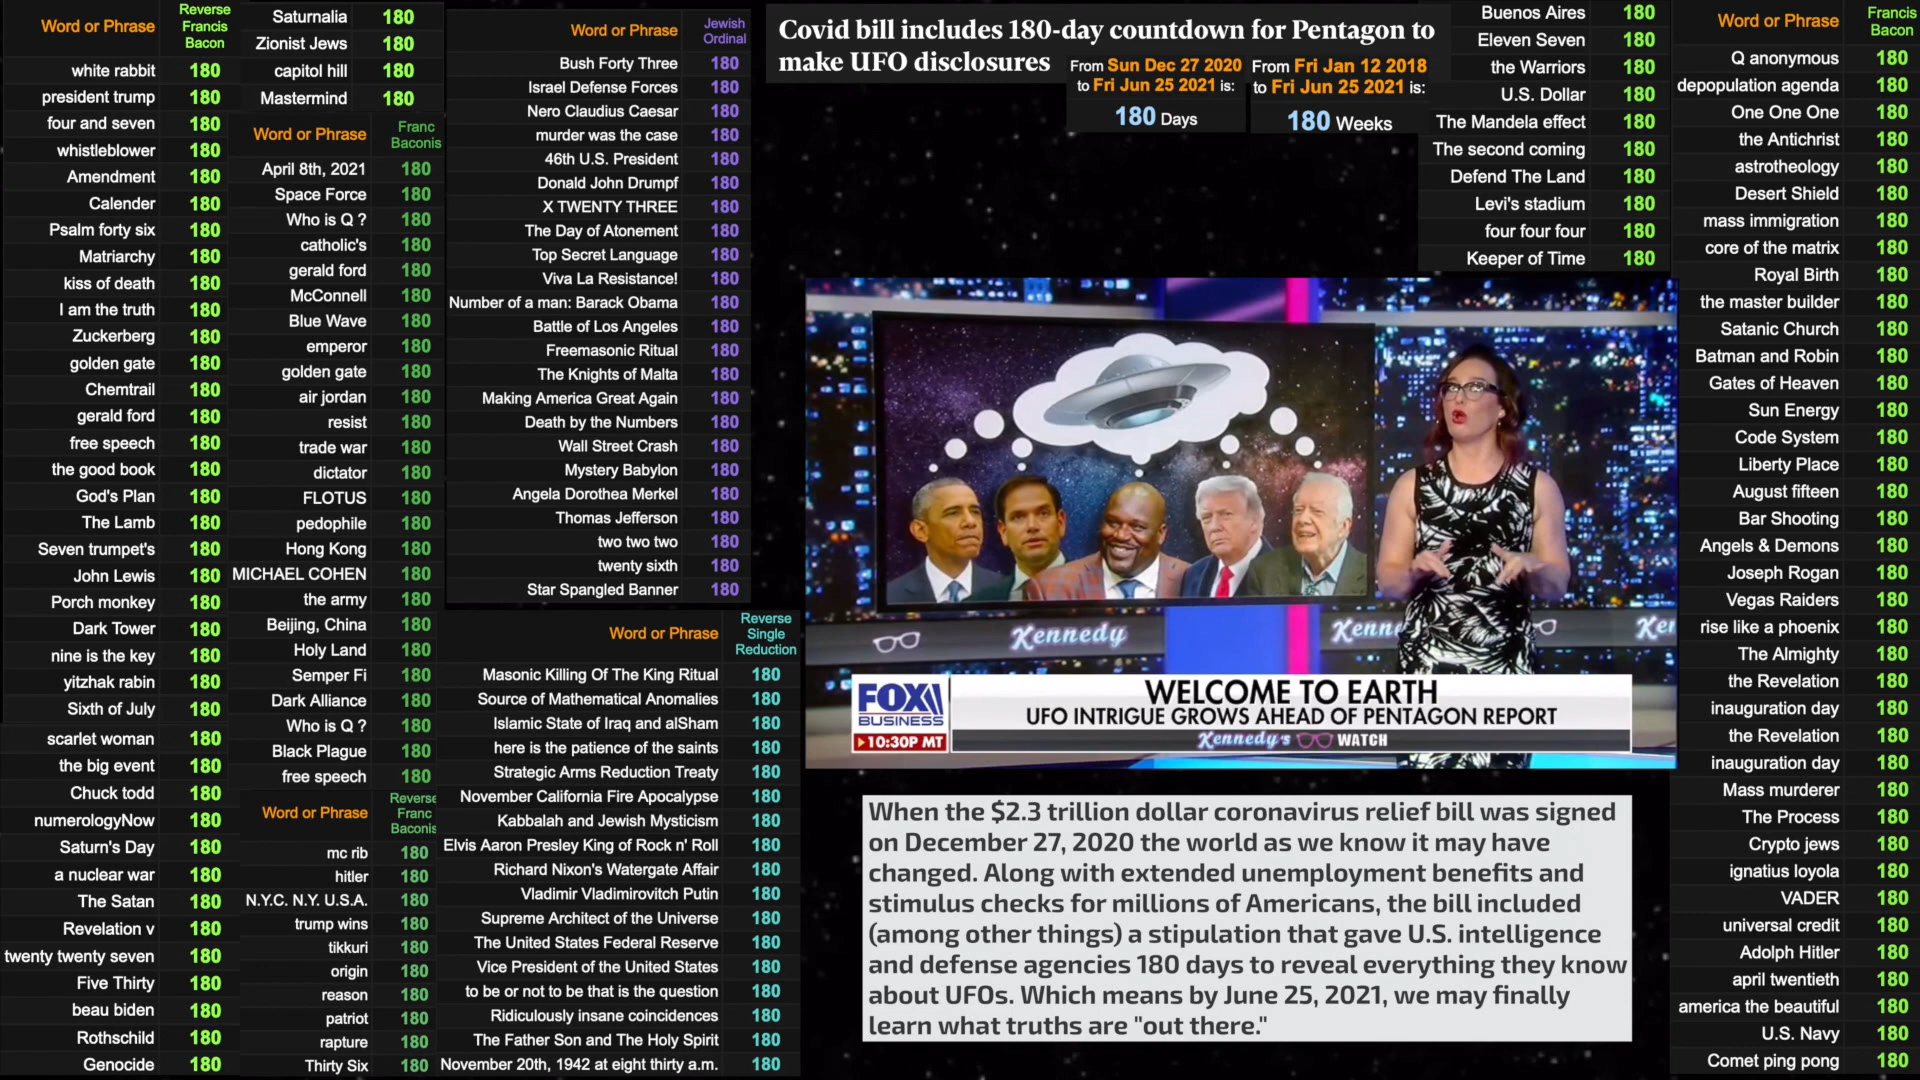 Word or Phrase Reverse Francis Bacon
white rabbit 180
president trump 180
four and seven 180
whistleblower 180
Amendment 180
Calender 180
Psalm forty six 180
Matriarchy 180
kiss of death 180
I am the truth 180
Zuckerberg 180
golden gate 180
Chemtrail 180
gerald ford 180
free speech 180
the good book 180
God's Plan 180
The Lamb 180
Seven trumpet's 180
John Lewis 180
Porch monkey 180
Dark Tower 180
nine is the key 180
yitzhak rabin 180
Sixth of July 180
scarlet woman 180
the big event 180
Chuck todd 180
numerologyNow 180
Saturn's Day 180
a nuclear war 180
The Satan 180
Revelation v 180
twenty twenty seven 180
Five Thirty 180
beau biden 180
Rothschild 180
Genocide 180
Saturnalia 180
Zionist Jews 180
capitol hill 180
Mastermind 180
Word or Phrase Franc Baconis
April 8th, 2021 180
Space Force 180
Who is Q ? 180
catholic's 180
gerald ford 180
McConnell 180
Blue Wave 180
emperor 180
golden gate 180
air jordan 180
resist 180
trade war 180
dictator 180
FLOTUS 180
pedophile 180
Hong Kong 180
MICHAEL COHEN 180
the army 180
Beijing, China 180
Holy Land 180
Semper Fi 180
Dark Alliance 180
Who is Q ? 180
Black Plague 180
free speech 180
Word or Phrase Reverse Franc Baconis
mc rib 180
hitler 180
N.Y.C. N.Y. U.S.A. 180
trump wins 180
tikkuri 180
origin 180
reason 180
patriot 180
rapture 180
Thirty Six 180
Word or Phrase Jewish Ordinal
Bush Forty Three 180
Israel Defense Forces 180
Nero Claudius Caesar 180
murder was the case 180
46th U.S. President 180
Donald John Drumpf 180
X TWENTY THREE 180
The Day of Atonement 180
Top Secret Language 180
Viva La Resistance! 180
Number of a man: Barack Obama 180
Battle of Los Angeles 180
Freemasonic Ritual 180
The Knights of Malta 180
Making America Great Again 180
Death by the Numbers 180
Wall Street Crash 180
Mystery Babylon 180
Angela Dorothea Merkel 180
Thomas Jefferson 180
two two two 180
twenty sixth 180
Star Spangled Banner 180
Word or Phrase Reverse Single Reduction
Masonic Killing Of The King Ritual 180
Source of Mathematical Anomalies 180
Islamic State of Iraq and alSham 180
here is the patience of the saints 180
Strategic Arms Reduction Treaty 180
November California Fire Apocalypse 180
Kabbalah and Jewish Mysticism 180
Elvis Aaron Presley King of Rock n' Roll 180
Richard Nixon's Watergate Affair 180
Vladimir Vladimirovitch Putin 180
Supreme Architect of the Universe 180
The United States Federal Reserve 180
Vice President of the United States 180
to be or not to be that is the question 180
Ridiculously insane coincidences 180
The Father Son and The Holy Spirit 180
November 20th, 1942 at eight thirty a.m. 180
Covid bill includes 180-day countdown for Pentagon to
make UFO disclosures
From Sun Dec 27 2020
to Fri Jun 25 2021 is:
180 Days
From Fri Jan 12 2018
to Fri Jun 25 2021 is:
180 Weeks
Buenos Aires 180
Eleven Seven 180
the Warriors 180
U.S. Dollar 180
The Mandela effect 180
The second coming 180
Defend The Land 180
Levi's stadium 180
four four four 180
Keeper of Time 180
Kennedy
Kenne
Ker
FOX
BUSINESS
10:30P MT
WELCOME TO EARTH
UFO INTRIGUE GROWS AHEAD OF PENTAGON REPORT
Kennedy's WATCH
When the $2.3 trillion dollar coronavirus relief bill was signed
on December 27, 2020 the world as we know it may have
changed. Along with extended unemployment benefits and
stimulus checks for millions of Americans, the bill included
(among other things) a stipulation that gave U.S. intelligence
and defense agencies 180 days to reveal everything they know
about UFOs. Which means by June 25, 2021, we may finally
learn what truths are "out there."
Word or Phrase Francis Bacon
Q anonymous 180
depopulation agenda 180
One One One 180
the Antichrist 180
astrotheology 180
Desert Shield 180
mass immigration 180
core of the matrix 180
Royal Birth 180
the master builder 180
Satanic Church 180
Batman and Robin 180
Gates of Heaven 180
Sun Energy 180
Code System 180
Liberty Place 180
August fifteen 180
Bar Shooting 180
Angels & Demons 180
Joseph Rogan 180
Vegas Raiders 180
rise like a phoenix 180
The Almighty 180
the Revelation 180
inauguration day 180
the Revelation 180
inauguration day 180
Mass murderer 180
The Process 180
Crypto jews 180
ignatius loyola 180
VADER 180
universal credit 180
Adolph Hitler 180
april twentieth 180
america the beautiful 180
U.S. Navy 180
Comet ping pong 180